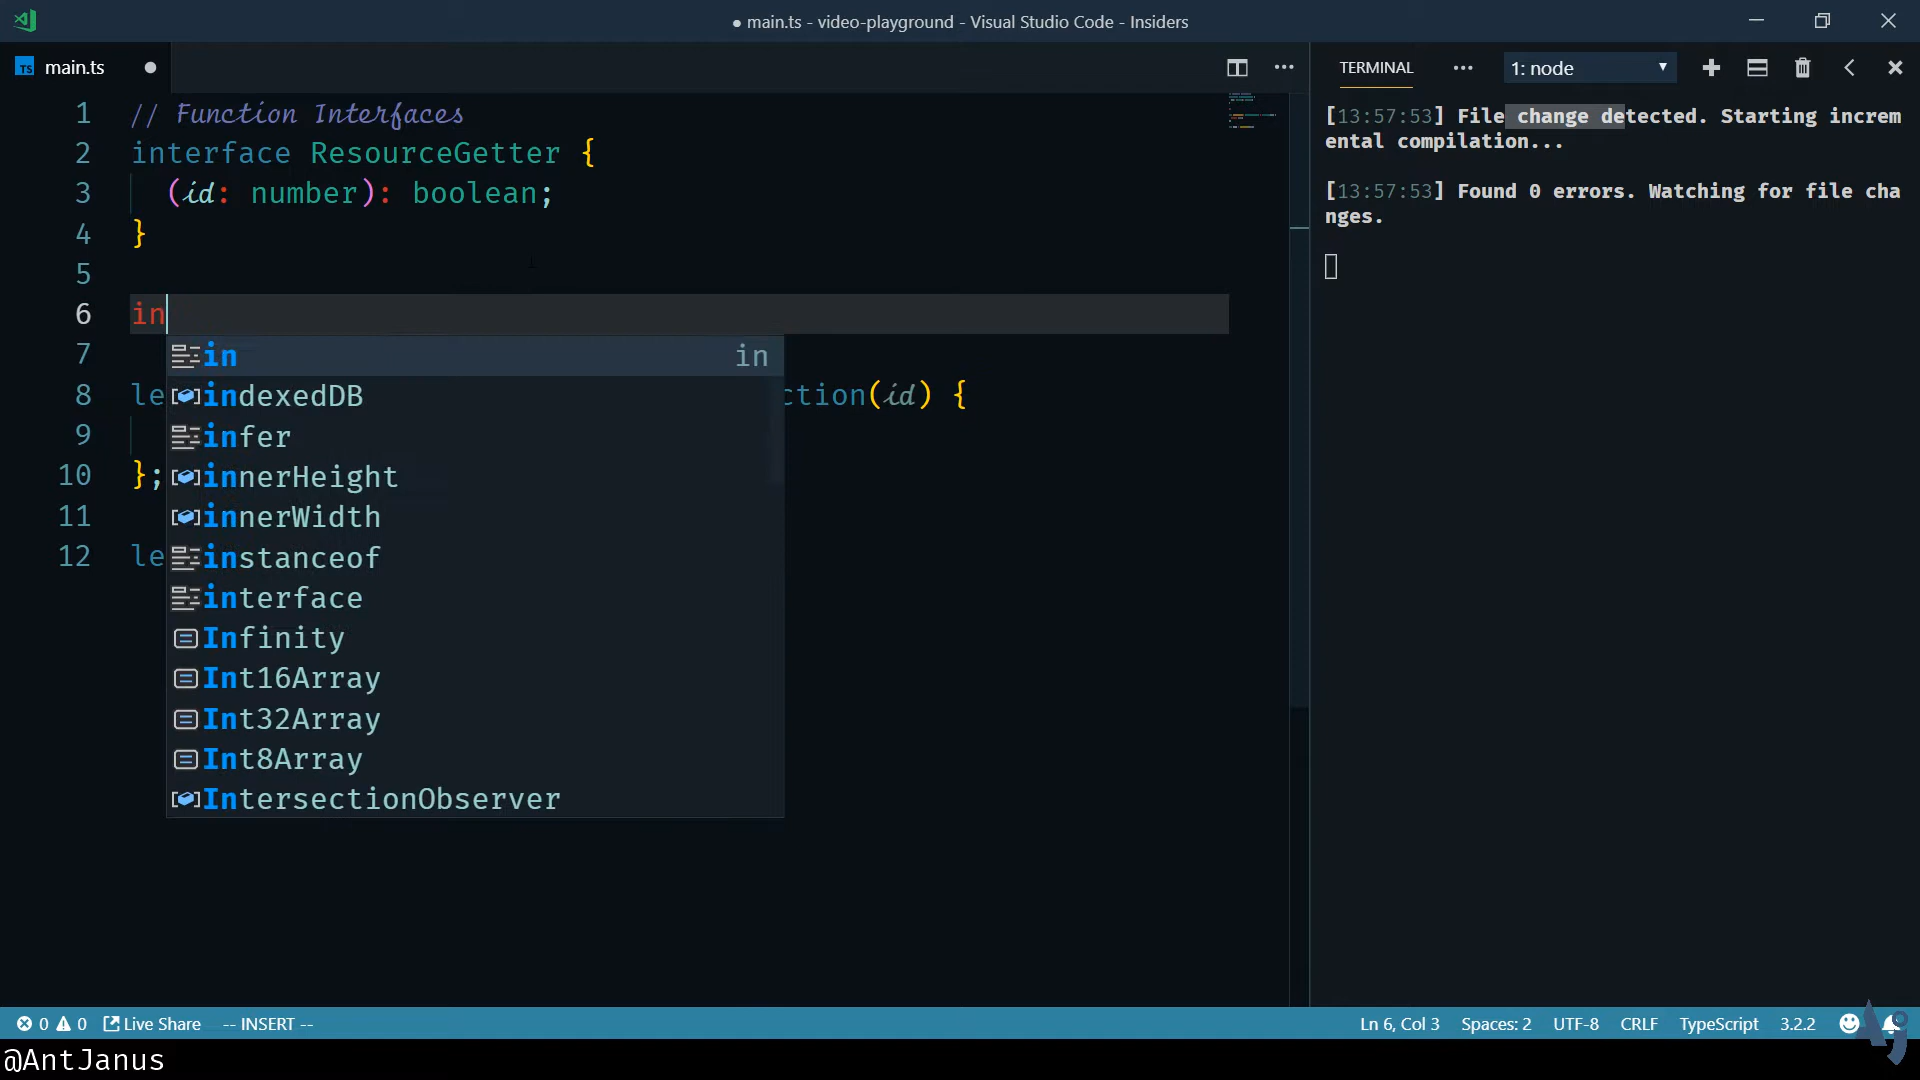 ● main.ts - video-playground - Visual Studio Code - Insiders
TS main.ts ●
TERMINAL ••• 1: node
1 // Function Interfaces
2 interface ResourceGetter {
3 (id: number): boolean;
4 }
5
6 in
7
8 le ction(id) {
9
10 };
11
12 le
in in
indexedDB
infer
innerHeight
innerWidth
instanceof
interface
Infinity
Int16Array
Int32Array
Int8Array
IntersectionObserver
[13:57:53] File change detected. Starting increm
ental compilation...
[13:57:53] Found 0 errors. Watching for file cha
nges.
0 0 Live Share -- INSERT -- Ln 6, Col 3 Spaces: 2 UTF-8 CRLF TypeScript 3.2.2
@AntJanus
AJ